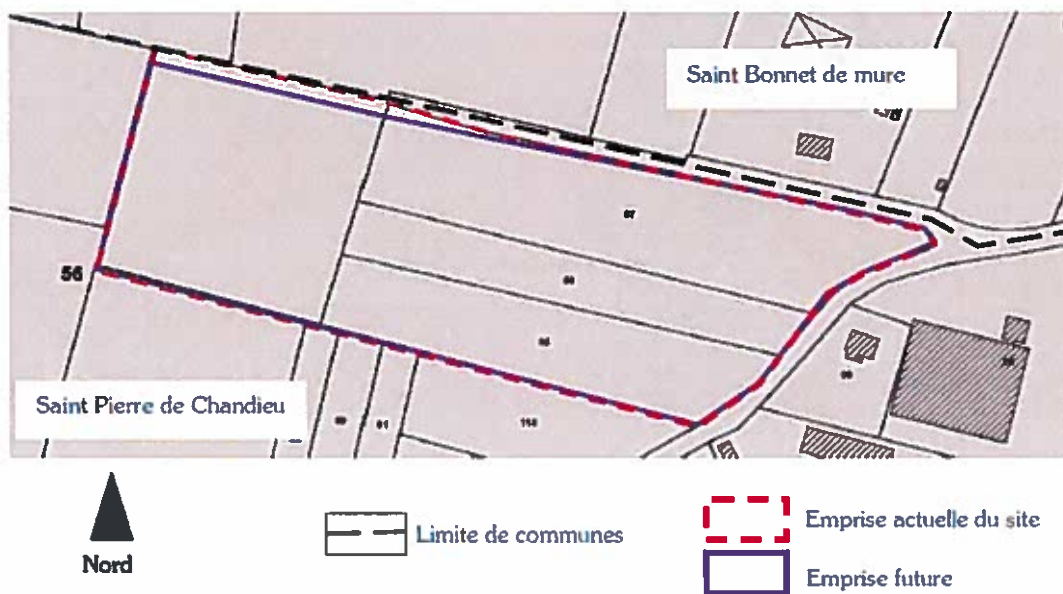 Saint Bonnet de mure
56
Saint Pierre de Chandieu
Nord
Limite de communes
Emprise actuelle du site
Emprise future